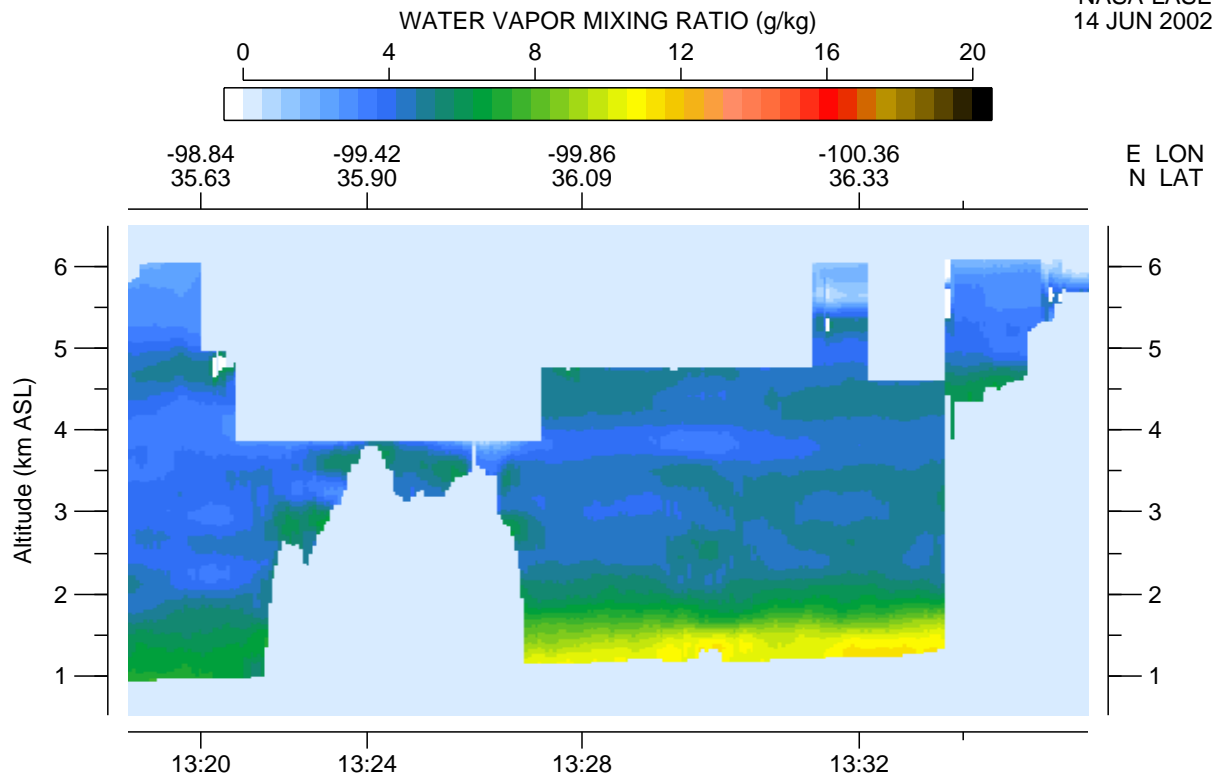 NASA LASE
14 JUN 2002
WATER VAPOR MIXING RATIO (g/kg)
0 4 8 12 16 20
-98.84 -99.42 -99.86 -100.36 E LON
35.63 35.90 36.09 36.33 N LAT
Altitude (km ASL)
6 6
5 5
4 4
3 3
2 2
1 1
13:20 13:24 13:28 13:32